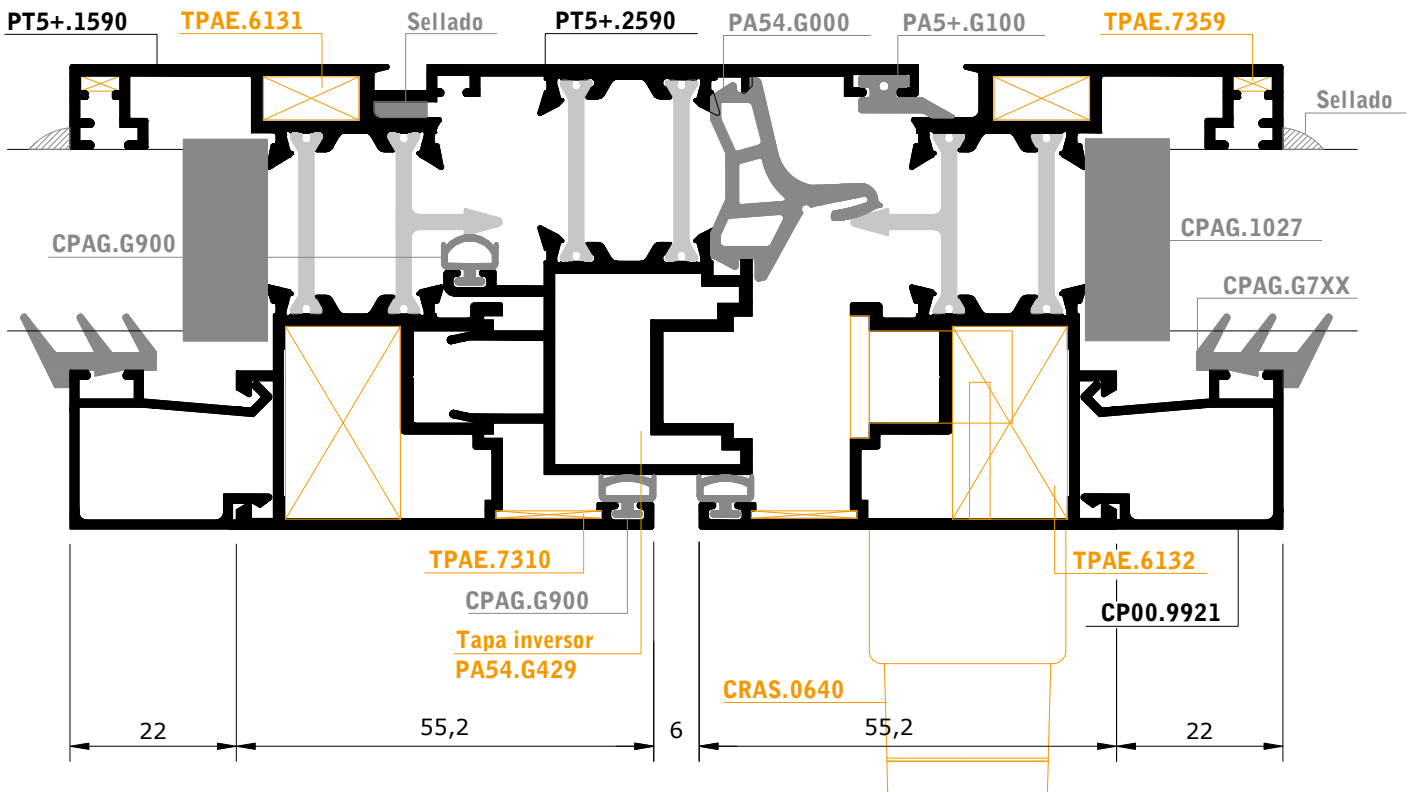 PT5+.1590
TPAE.6131
Sellado
PT5+.2590
PA54.G000
PA5+.G100
TPAE.7359
Sellado
CPAG.G900
CPAG.1027
CPAG.G7XX
TPAE.7310
TPAE.6132
CPAG.G900
CP00.9921
Tapa inversor
PA54.G429
CRAS.0640
22
55,2
6
55,2
22